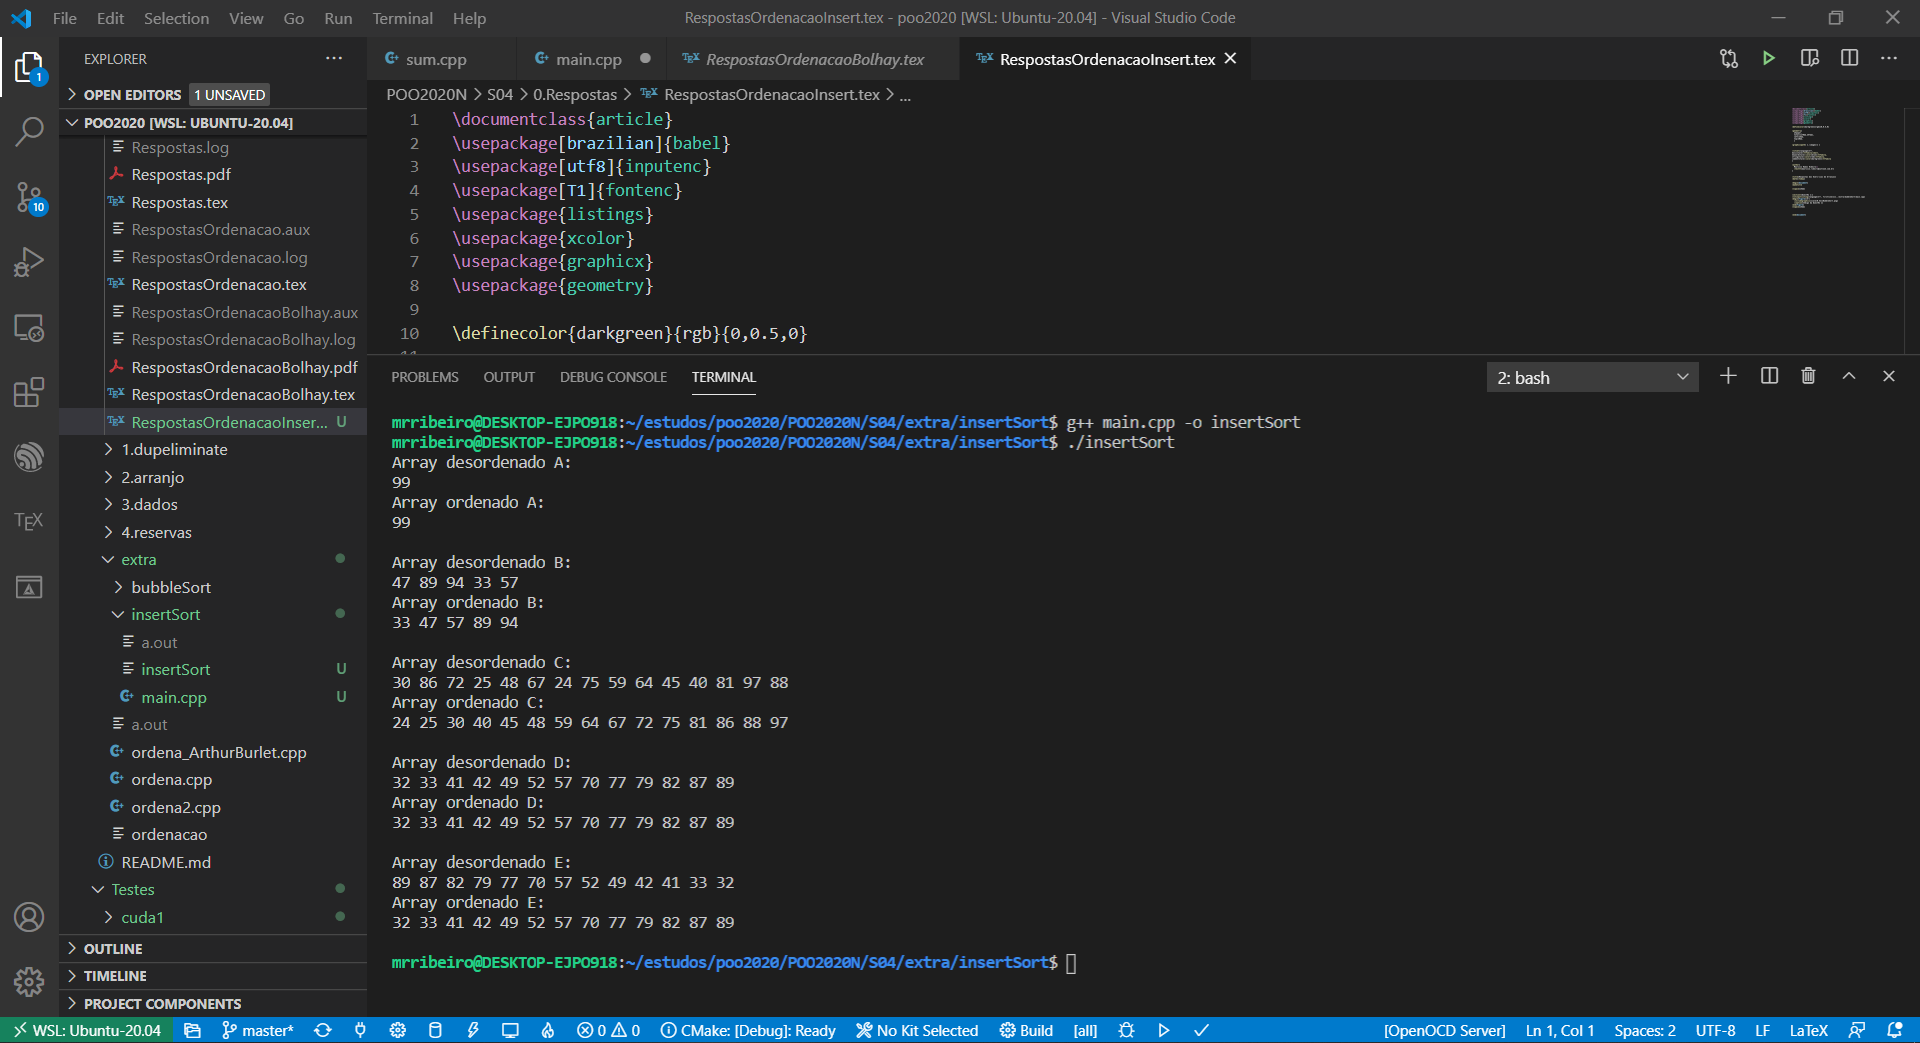 File Edit Selection View Go Run Terminal Help
RespostasOrdenacaoInsert.tex - poo2020 [WSL: Ubuntu-20.04] - Visual Studio Code
EXPLORER
OPEN EDITORS 1 UNSAVED
POO2020 [WSL: UBUNTU-20.04]
Respostas.log
Respostas.pdf
Respostas.tex
RespostasOrdenacao.aux
RespostasOrdenacao.log
RespostasOrdenacao.tex
RespostasOrdenacaoBolhay.aux
RespostasOrdenacaoBolhay.log
RespostasOrdenacaoBolhay.pdf
RespostasOrdenacaoBolhay.tex
RespostasOrdenacaoInser... U
1.dupeliminate
2.arranjo
3.dados
4.reservas
extra
bubbleSort
insertSort
a.out
insertSort U
main.cpp U
a.out
ordena_ArthurBurlet.cpp
ordena.cpp
ordena2.cpp
ordenacao
README.md
Testes
cuda1
OUTLINE
TIMELINE
PROJECT COMPONENTS
1
10
TEX
sum.cpp main.cpp RespostasOrdenacaoBolhay.tex RespostasOrdenacaoInsert.tex
POO2020N > S04 > 0.Respostas > RespostasOrdenacaoInsert.tex > ...
1 \documentclass{article}
2 \usepackage[brazilian]{babel}
3 \usepackage[utf8]{inputenc}
4 \usepackage[T1]{fontenc}
5 \usepackage{listings}
6 \usepackage{xcolor}
7 \usepackage{graphicx}
8 \usepackage{geometry}
9
10 \definecolor{darkgreen}{rgb}{0,0.5,0}
PROBLEMS OUTPUT DEBUG CONSOLE TERMINAL 2: bash
mrribeiro@DESKTOP-EJPO918:~/estudos/poo2020/POO2020N/S04/extra/insertSort$ g++ main.cpp -o insertSort
mrribeiro@DESKTOP-EJPO918:~/estudos/poo2020/POO2020N/S04/extra/insertSort$ ./insertSort
Array desordenado A:
99
Array ordenado A:
99
Array desordenado B:
47 89 94 33 57
Array ordenado B:
33 47 57 89 94
Array desordenado C:
30 86 72 25 48 67 24 75 59 64 45 40 81 97 88
Array ordenado C:
24 25 30 40 45 48 59 64 67 72 75 81 86 88 97
Array desordenado D:
32 33 41 42 49 52 57 70 77 79 82 87 89
Array ordenado D:
32 33 41 42 49 52 57 70 77 79 82 87 89
Array desordenado E:
89 87 82 79 77 70 57 52 49 42 41 33 32
Array ordenado E:
32 33 41 42 49 52 57 70 77 79 82 87 89
mrribeiro@DESKTOP-EJPO918:~/estudos/poo2020/POO2020N/S04/extra/insertSort$
WSL: Ubuntu-20.04 master* 0 0 CMake: [Debug]: Ready No Kit Selected Build [all] [OpenOCD Server] Ln 1, Col 1 Spaces: 2 UTF-8 LF LaTeX